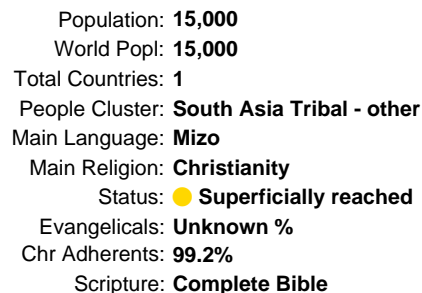 Population: 15,000
World Popl: 15,000
Total Countries: 1
People Cluster: South Asia Tribal - other
Main Language: Mizo
Main Religion: Christianity
Status: Superficially reached
Evangelicals: Unknown %
Chr Adherents: 99.2%
Scripture: Complete Bible